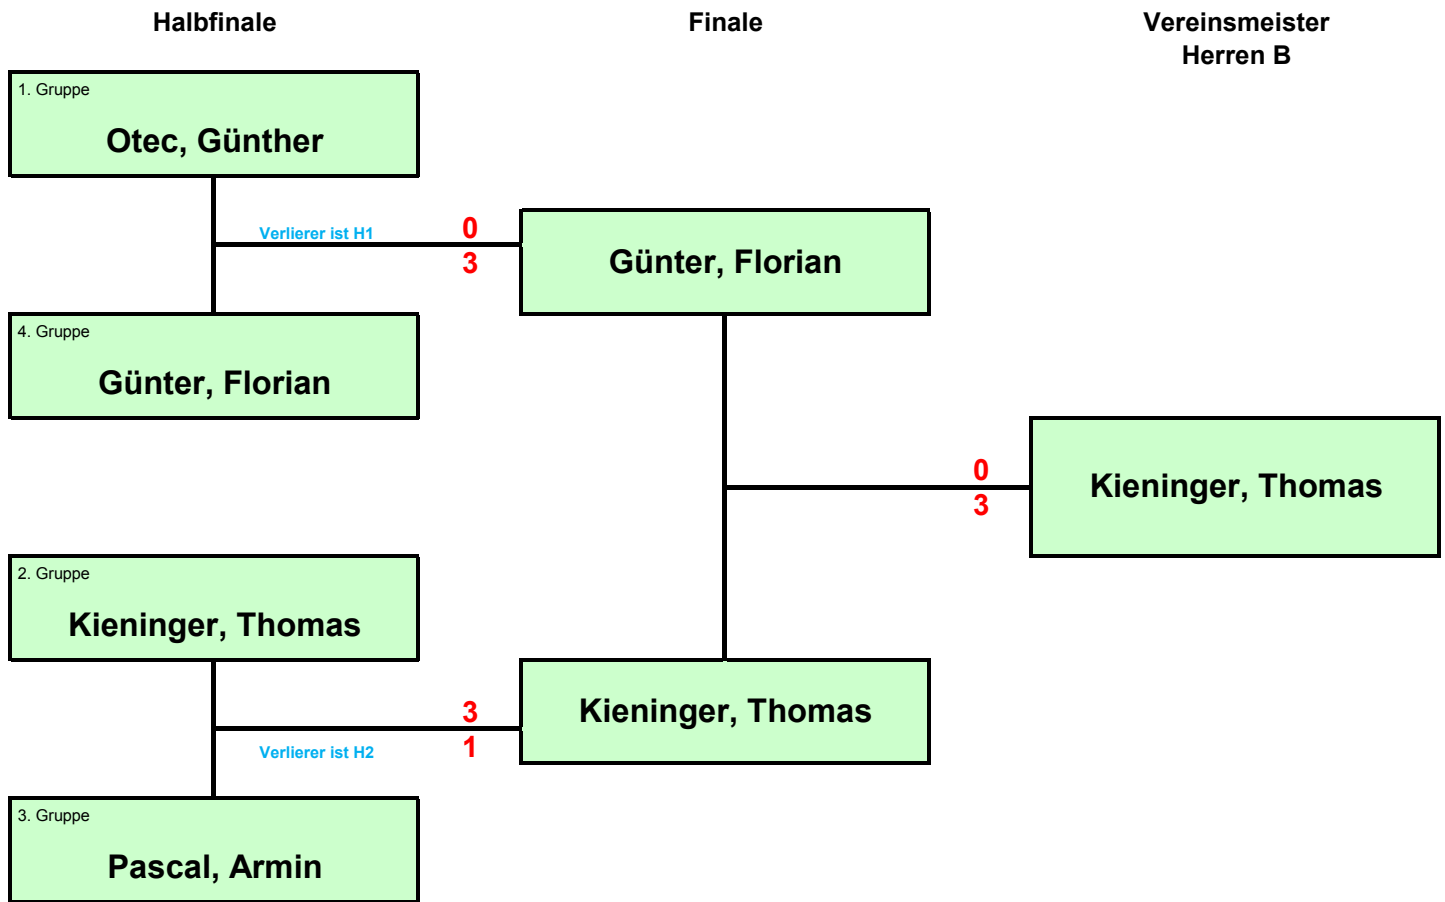 Halbfinale
Finale
Vereinsmeister
Herren B
1. Gruppe
Otec, Günther
Verlierer ist H1
0
3
Günter, Florian
4. Gruppe
Günter, Florian
0
3
Kieninger, Thomas
2. Gruppe
Kieninger, Thomas
3
1
Verlierer ist H2
Kieninger, Thomas
3. Gruppe
Pascal, Armin